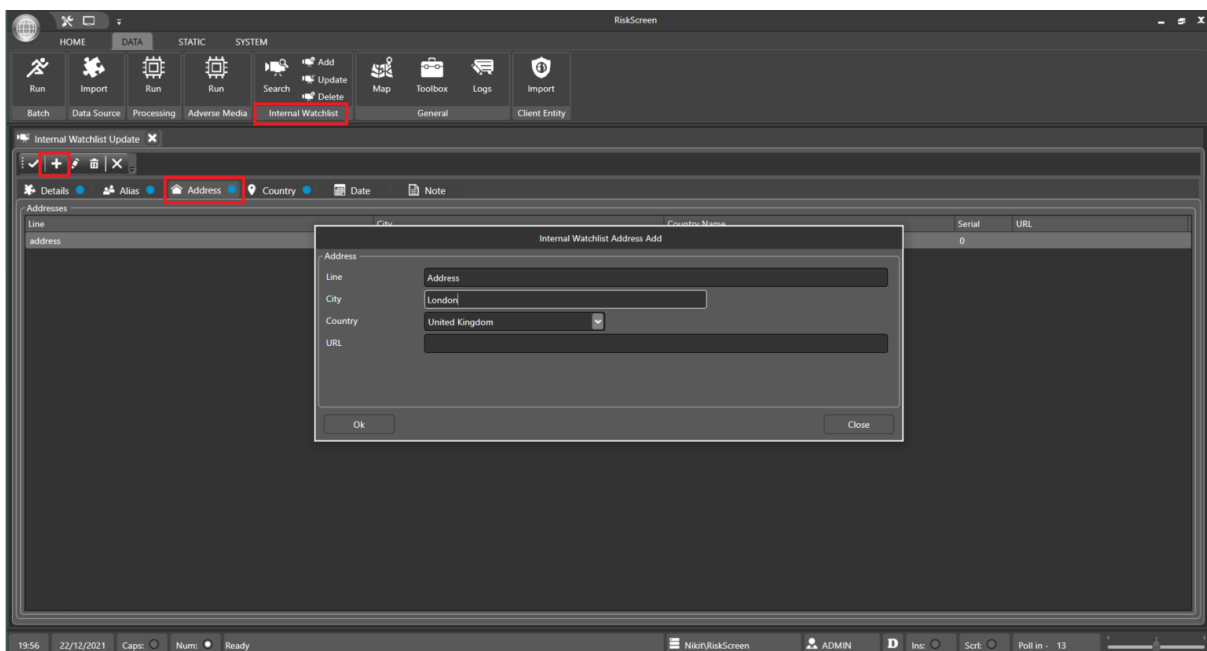 RiskScreen
HOME DATA STATIC SYSTEM
Run Import Run Run Search Add Update Delete Map Toolbox Logs Import
Batch Data Source Processing Adverse Media Internal Watchlist General Client Entity
Internal Watchlist Update
Details Alias Address Country Date Note
Addresses
Line City Country Name Serial URL
address 0
Internal Watchlist Address Add
Address
Line Address
City London
Country United Kingdom
URL
Ok Close
19:56 22/12/2021 Caps: Num: Ready Nikit\RiskScreen ADMIN D Ins: Scrl: Poll in - 13